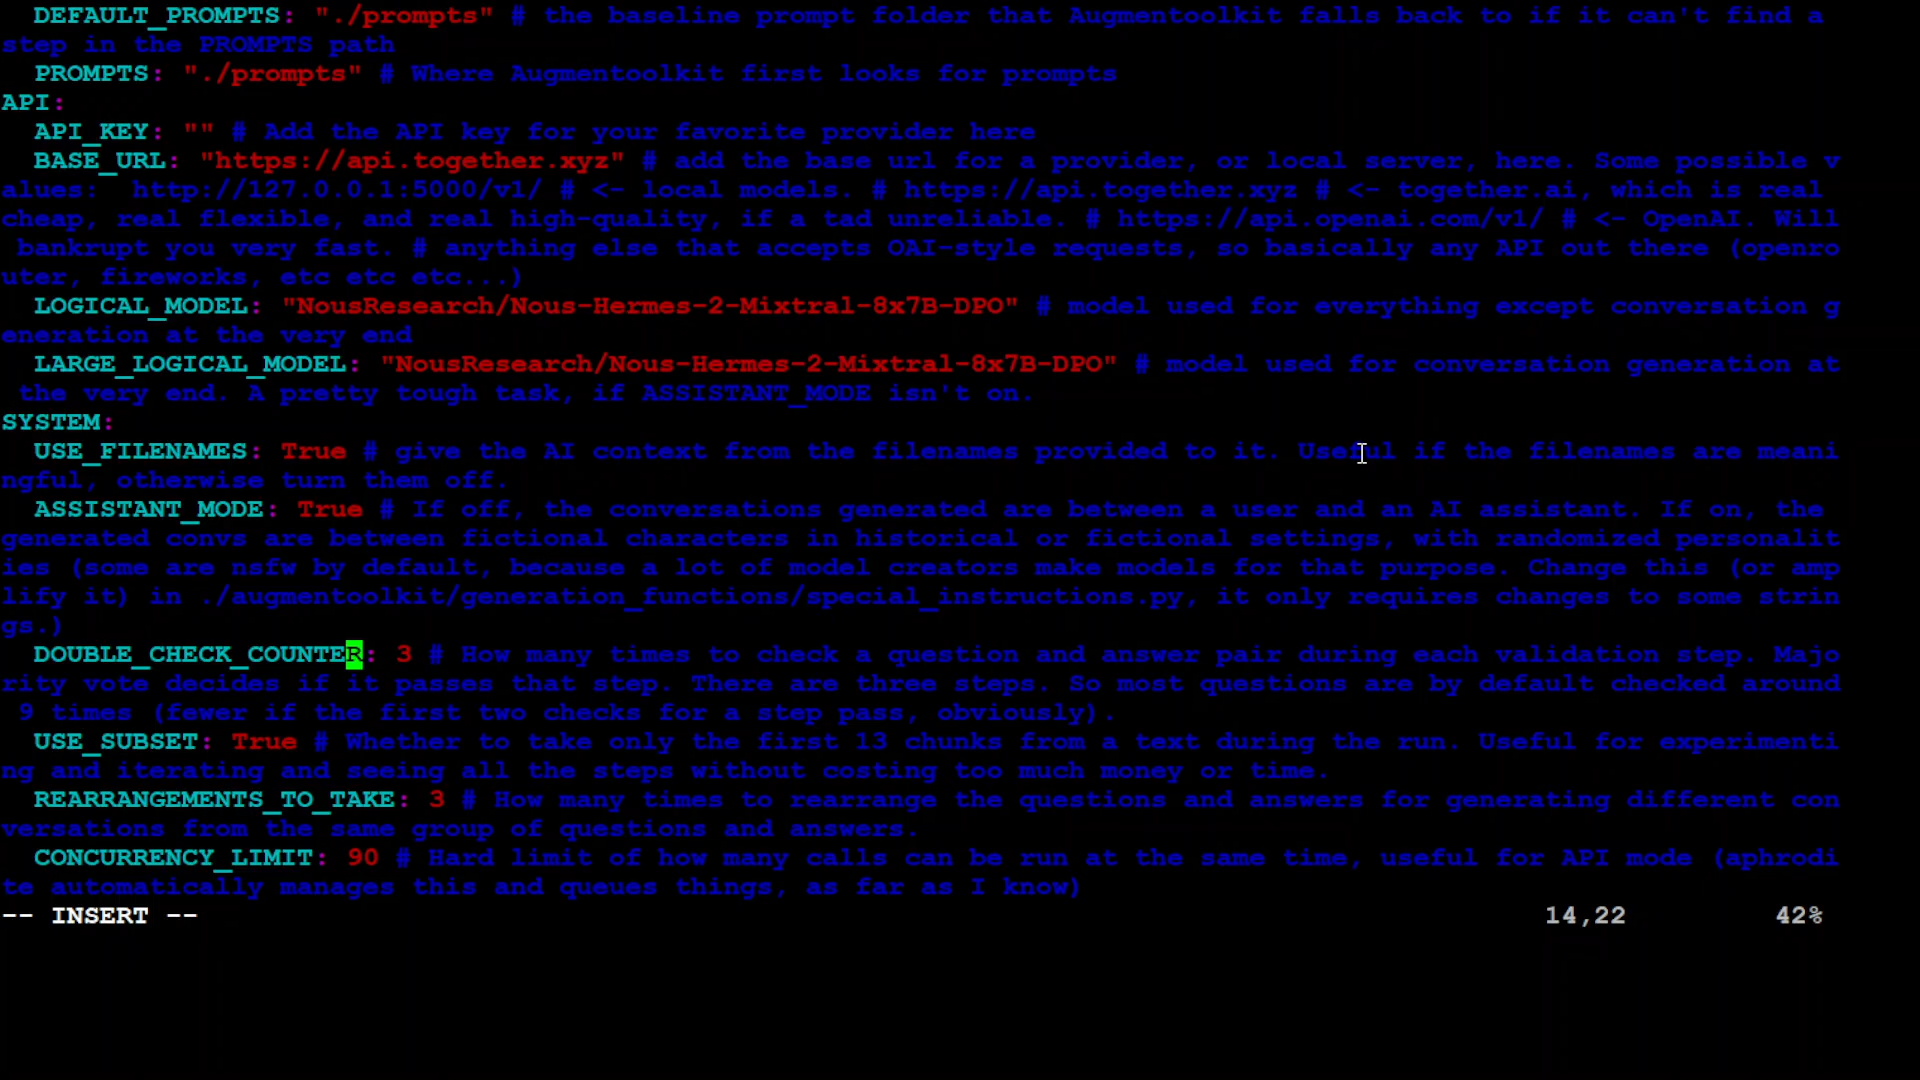 DEFAULT_PROMPTS: "./prompts" # the baseline prompt folder that Augmentoolkit falls back to if it can't find a
step in the PROMPTS path
PROMPTS: "./prompts" # Where Augmentoolkit first looks for prompts
API:
API_KEY: "" # Add the API key for your favorite provider here
BASE_URL: "https://api.together.xyz" # add the base url for a provider, or local server, here. Some possible v
alues:  http://127.0.0.1:5000/v1/ # <- local models. # https://api.together.xyz # <- together.ai, which is real
cheap, real flexible, and real high-quality, if a tad unreliable. # https://api.openai.com/v1/ # <- OpenAI. Will
bankrupt you very fast. # anything else that accepts OAI-style requests, so basically any API out there (openro
uter, fireworks, etc etc etc...)
LOGICAL_MODEL: "NousResearch/Nous-Hermes-2-Mixtral-8x7B-DPO" # model used for everything except conversation g
eneration at the very end
LARGE_LOGICAL_MODEL: "NousResearch/Nous-Hermes-2-Mixtral-8x7B-DPO" # model used for conversation generation at
the very end. A pretty tough task, if ASSISTANT_MODE isn't on.
SYSTEM:
USE_FILENAMES: True # give the AI context from the filenames provided to it. Useful if the filenames are meani
ngful, otherwise turn them off.
ASSISTANT_MODE: True # If off, the conversations generated are between a user and an AI assistant. If on, the
generated convs are between fictional characters in historical or fictional settings, with randomized personalit
ies (some are nsfw by default, because a lot of model creators make models for that purpose. Change this (or amp
lify it) in ./augmentoolkit/generation_functions/special_instructions.py, it only requires changes to some strin
gs.)
DOUBLE_CHECK_COUNTER: 3 # How many times to check a question and answer pair during each validation step. Majo
rity vote decides if it passes that step. There are three steps. So most questions are by default checked around
9 times (fewer if the first two checks for a step pass, obviously).
USE_SUBSET: True # Whether to take only the first 13 chunks from a text during the run. Useful for experimenti
ng and iterating and seeing all the steps without costing too much money or time.
REARRANGEMENTS_TO_TAKE: 3 # How many times to rearrange the questions and answers for generating different con
versations from the same group of questions and answers.
CONCURRENCY_LIMIT: 90 # Hard limit of how many calls can be run at the same time, useful for API mode (aphrodi
te automatically manages this and queues things, as far as I know)
-- INSERT -- 14,22 42%